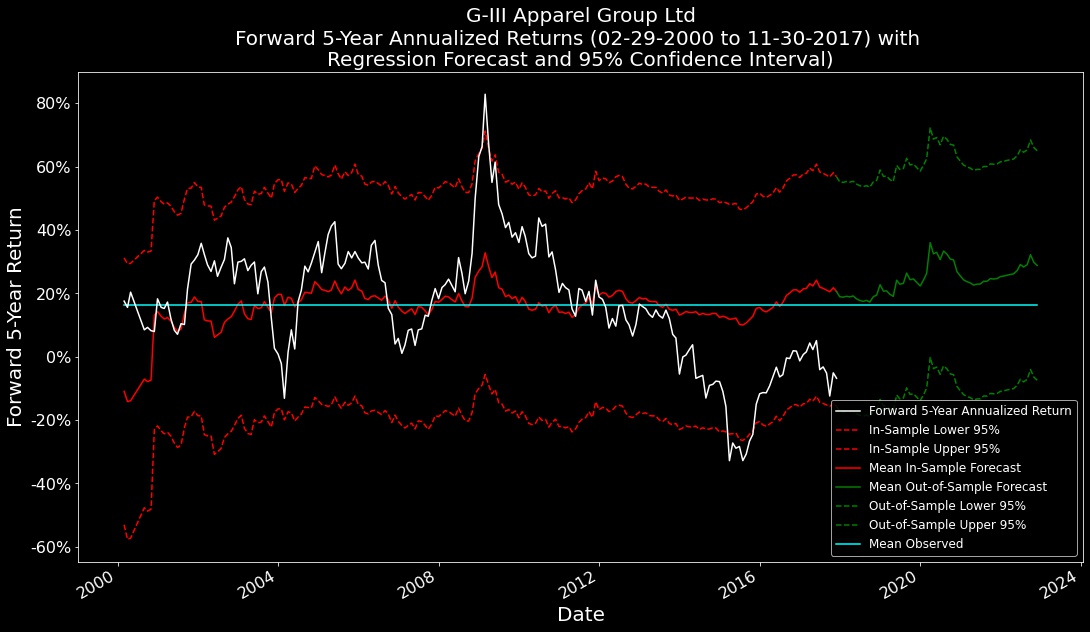 G-III Apparel Group Ltd
Forward 5-Year Annualized Returns (02-29-2000 to 11-30-2017) with
Regression Forecast and 95% Confidence Interval)
Forward 5-Year Return
80%
60%
40%
20%
0%
-20%
-40%
-60%
Forward 5-Year Annualized Return
In-Sample Lower 95%
In-Sample Upper 95%
Mean In-Sample Forecast
Mean Out-of-Sample Forecast
Out-of-Sample Lower 95%
Out-of-Sample Upper 95%
Mean Observed
2000
2004
2008
2012
2016
2020
2024
Date